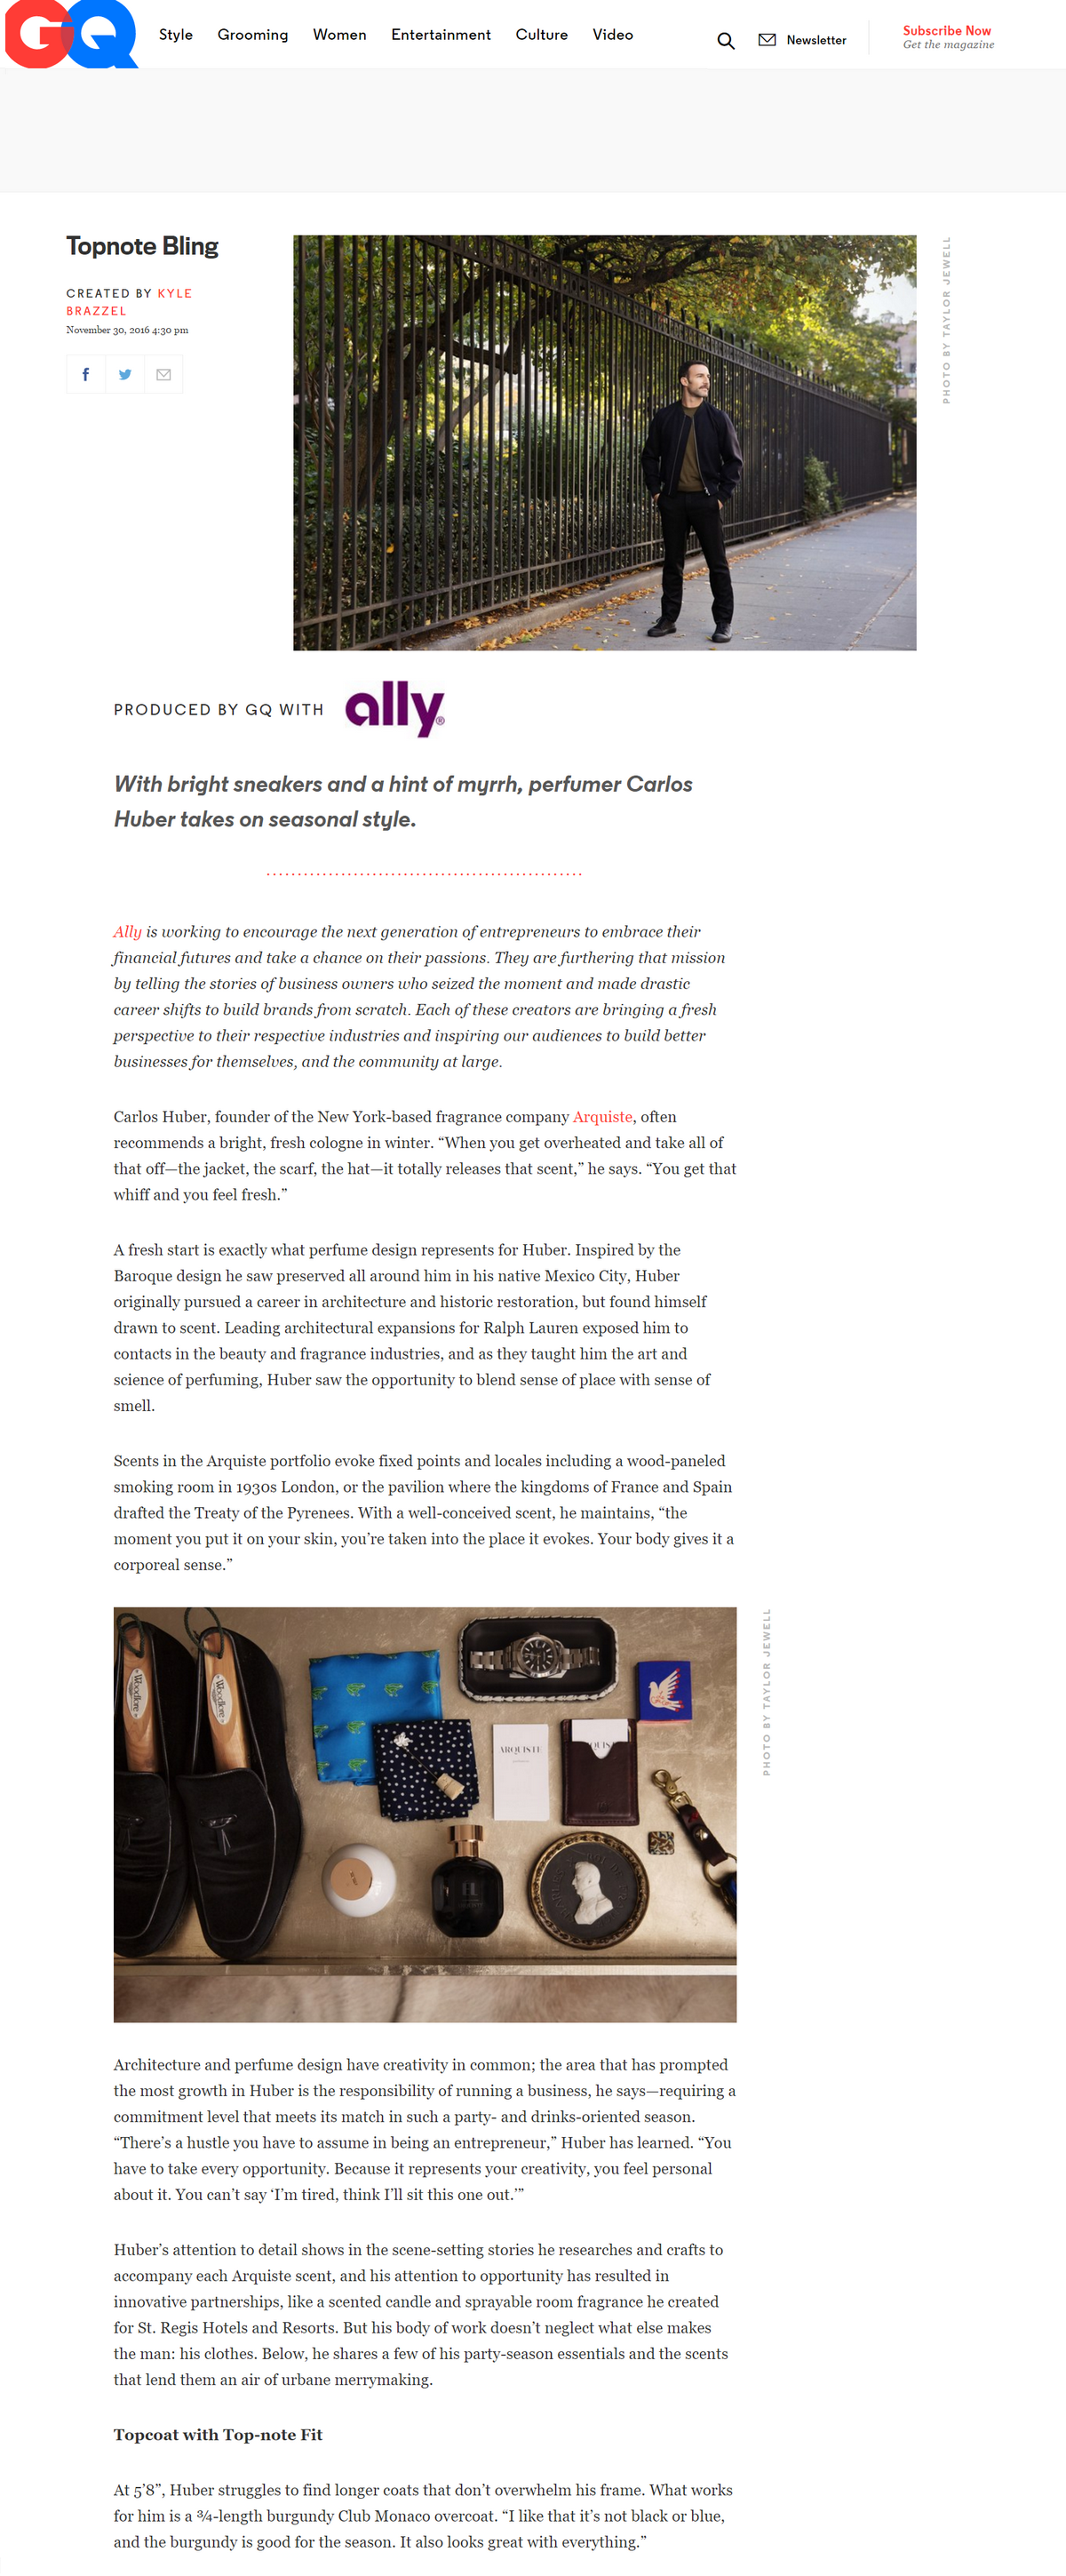 GQ
Style Grooming Women Entertainment Culture Video
Newsletter
Subscribe Now
Get the magazine
Topnote Bling
CREATED BY KYLE
BRAZZEL
November 30, 2016 4:30 pm
PHOTO BY TAYLOR JEWELL
PRODUCED BY GQ WITH ally®
With bright sneakers and a hint of myrrh, perfumer Carlos
Huber takes on seasonal style.
Ally is working to encourage the next generation of entrepreneurs to embrace their
financial futures and take a chance on their passions. They are furthering that mission
by telling the stories of business owners who seized the moment and made drastic
career shifts to build brands from scratch. Each of these creators are bringing a fresh
perspective to their respective industries and inspiring our audiences to build better
businesses for themselves, and the community at large.
Carlos Huber, founder of the New York-based fragrance company Arquiste, often
recommends a bright, fresh cologne in winter. “When you get overheated and take all of
that off—the jacket, the scarf, the hat—it totally releases that scent,” he says. “You get that
whiff and you feel fresh.”
A fresh start is exactly what perfume design represents for Huber. Inspired by the
Baroque design he saw preserved all around him in his native Mexico City, Huber
originally pursued a career in architecture and historic restoration, but found himself
drawn to scent. Leading architectural expansions for Ralph Lauren exposed him to
contacts in the beauty and fragrance industries, and as they taught him the art and
science of perfuming, Huber saw the opportunity to blend sense of place with sense of
smell.
Scents in the Arquiste portfolio evoke fixed points and locales including a wood-paneled
smoking room in 1930s London, or the pavilion where the kingdoms of France and Spain
drafted the Treaty of the Pyrenees. With a well-conceived scent, he maintains, “the
moment you put it on your skin, you’re taken into the place it evokes. Your body gives it a
corporeal sense.”
Woodlore
Woodlore
ARQUISTE
PHOTO BY TAYLOR JEWELL
Architecture and perfume design have creativity in common; the area that has prompted
the most growth in Huber is the responsibility of running a business, he says—requiring a
commitment level that meets its match in such a party- and drinks-oriented season.
“There’s a hustle you have to assume in being an entrepreneur,” Huber has learned. “You
have to take every opportunity. Because it represents your creativity, you feel personal
about it. You can’t say ‘I’m tired, think I’ll sit this one out.’”
Huber’s attention to detail shows in the scene-setting stories he researches and crafts to
accompany each Arquiste scent, and his attention to opportunity has resulted in
innovative partnerships, like a scented candle and sprayable room fragrance he created
for St. Regis Hotels and Resorts. But his body of work doesn’t neglect what else makes
the man: his clothes. Below, he shares a few of his party-season essentials and the scents
that lend them an air of urbane merrymaking.
Topcoat with Top-note Fit
At 5’8”, Huber struggles to find longer coats that don’t overwhelm his frame. What works
for him is a ¾-length burgundy Club Monaco overcoat. “I like that it’s not black or blue,
and the burgundy is good for the season. It also looks great with everything.”